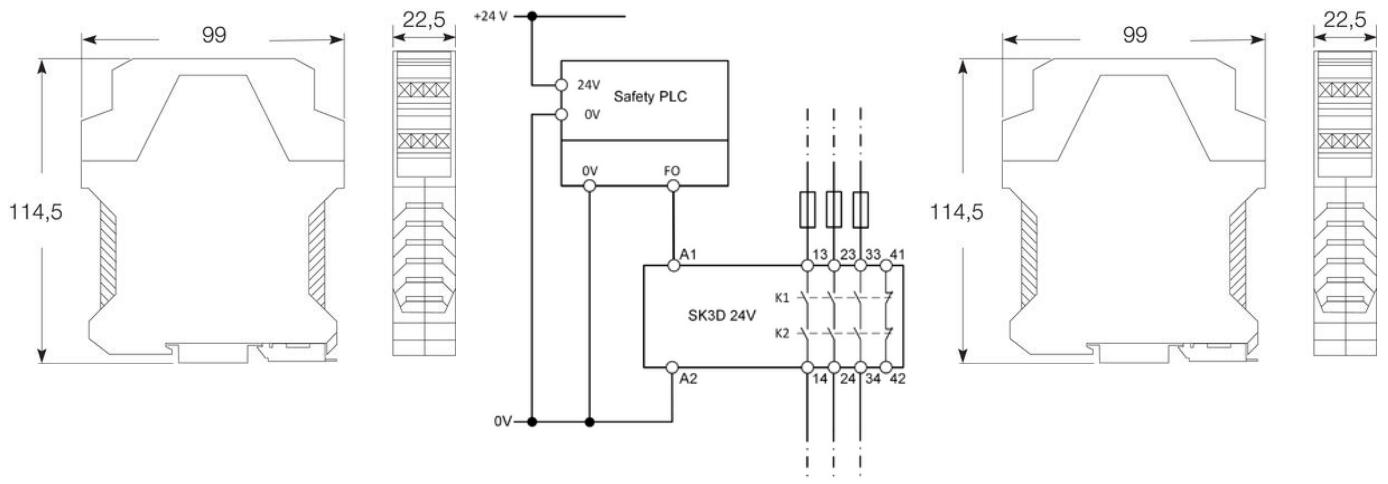 99
22,5
114,5
+24 V
24V
Safety PLC
0V
0V
FO
A1
13
23
33
41
K1
SK3D 24V
K2
A2
14
24
34
42
0V
99
22,5
114,5